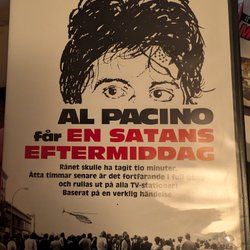 AL PACINO
får EN SATANS
EFTERMIDDAG
Rånet skulle ha tagit tio minuter.
Åtta timmar senare är det fortfarande i full
och rullas ut på alla TV-stationer!
Baserat på en verklig händelse.